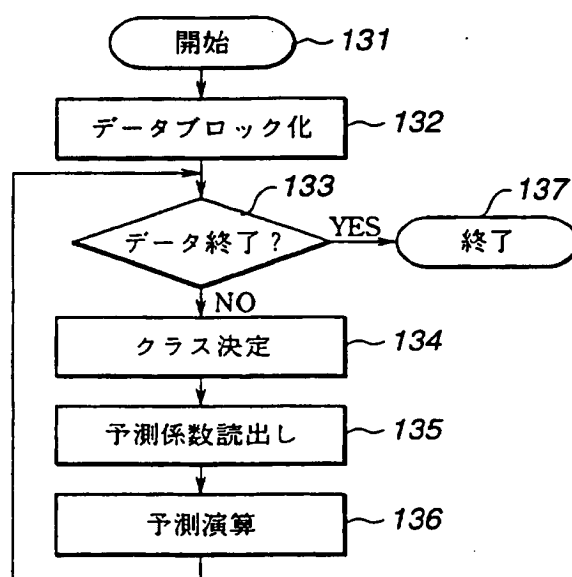 開始 131
データブロック化 132
133
データ終了? YES
137
終了
NO
クラス決定 134
予測係数読出し 135
予測演算 136